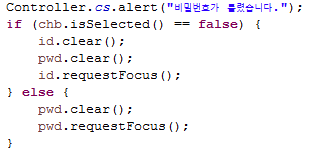 Controller.cs.alert("비밀번호가 틀렸습니다.");
if (chb.isSelected() == false) {
    id.clear();
    pwd.clear();
    id.requestFocus();
} else {
    pwd.clear();
    pwd.requestFocus();
}